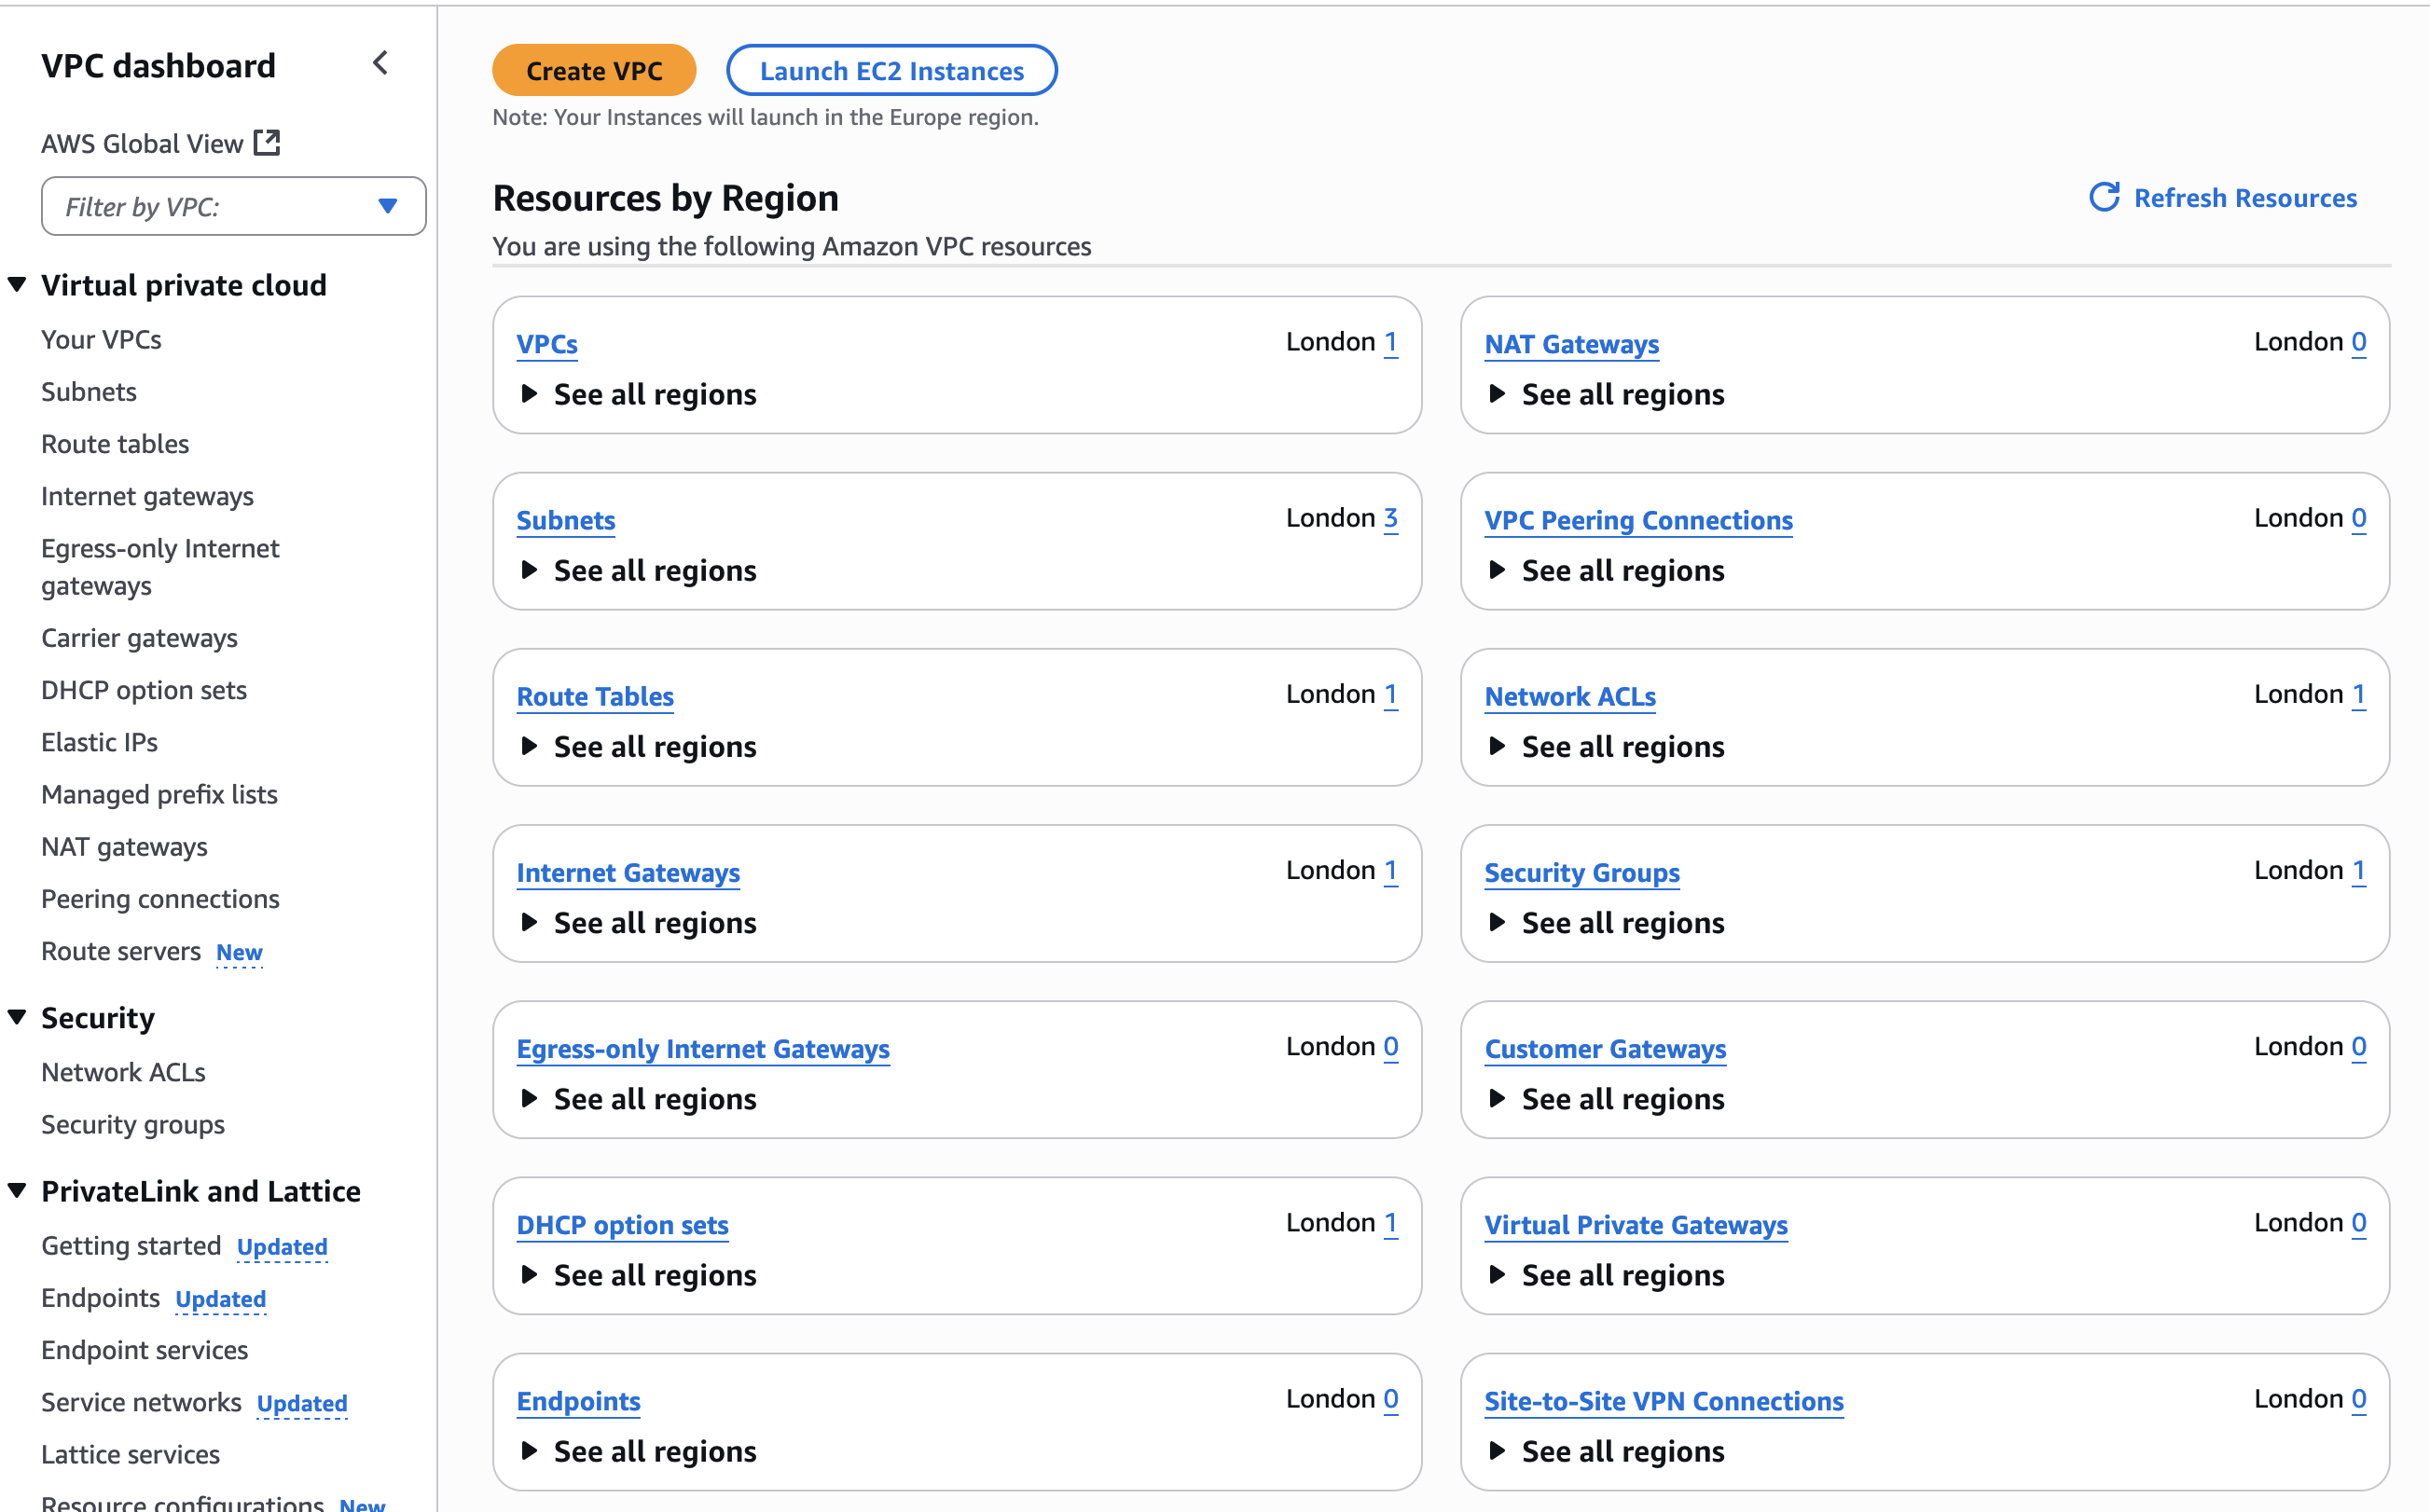 VPC dashboard
AWS Global View
Filter by VPC:
Virtual private cloud
Your VPCs
Subnets
Route tables
Internet gateways
Egress-only Internet
gateways
Carrier gateways
DHCP option sets
Elastic IPs
Managed prefix lists
NAT gateways
Peering connections
Route servers New
Security
Network ACLs
Security groups
PrivateLink and Lattice
Getting started Updated
Endpoints Updated
Endpoint services
Service networks Updated
Lattice services
Resource configurations New
Create VPC
Launch EC2 Instances
Note: Your Instances will launch in the Europe region.
Resources by Region
Refresh Resources
You are using the following Amazon VPC resources
VPCs London 1
See all regions
NAT Gateways London 0
See all regions
Subnets London 3
See all regions
VPC Peering Connections London 0
See all regions
Route Tables London 1
See all regions
Network ACLs London 1
See all regions
Internet Gateways London 1
See all regions
Security Groups London 1
See all regions
Egress-only Internet Gateways London 0
See all regions
Customer Gateways London 0
See all regions
DHCP option sets London 1
See all regions
Virtual Private Gateways London 0
See all regions
Endpoints London 0
See all regions
Site-to-Site VPN Connections London 0
See all regions